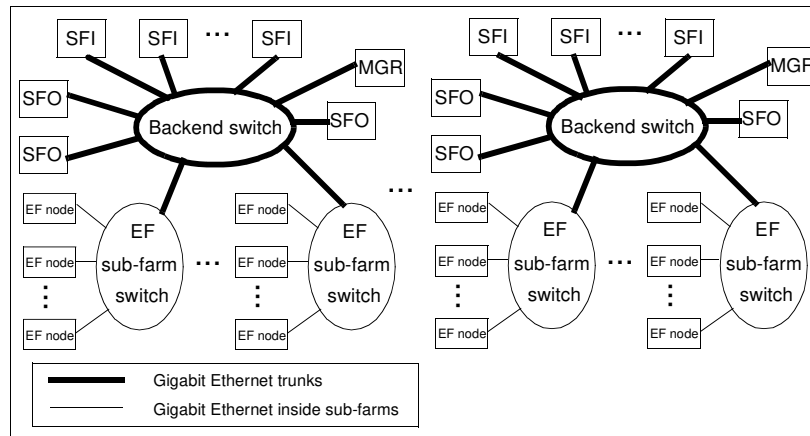 SFI
SFI
...
SFI
MGR
SFO
SFO
SFO
Backend switch
EF node
EF node
...
EF node
EF
sub-farm
switch
...
EF node
EF node
...
EF node
EF
sub-farm
switch
...
SFI
SFI
...
SFI
MGR
SFO
SFO
SFO
Backend switch
EF node
EF node
...
EF node
EF
sub-farm
switch
...
EF node
EF node
...
EF node
EF
sub-farm
switch
Gigabit Ethernet trunks
Gigabit Ethernet inside sub-farms